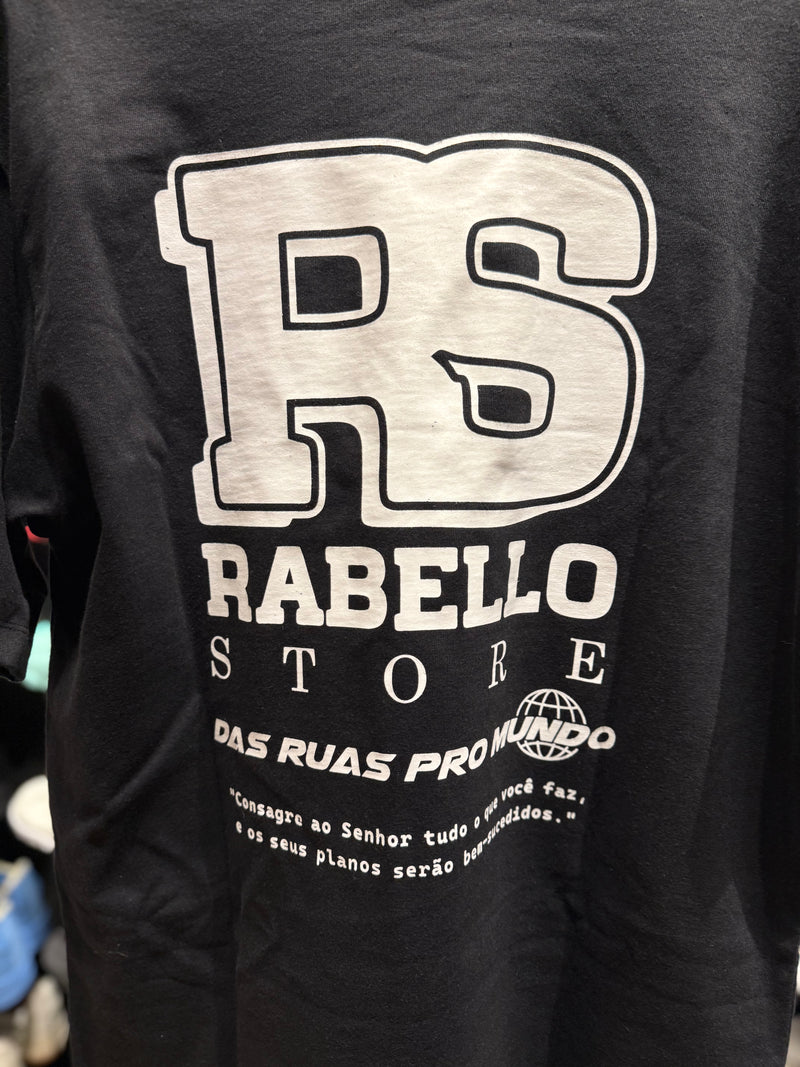 RS
RABELLO
STORE
DAS RUAS PRO MUNDO
"Consagre ao Senhor tudo o que você faz,
e os seus planos serão bem-sucedidos."